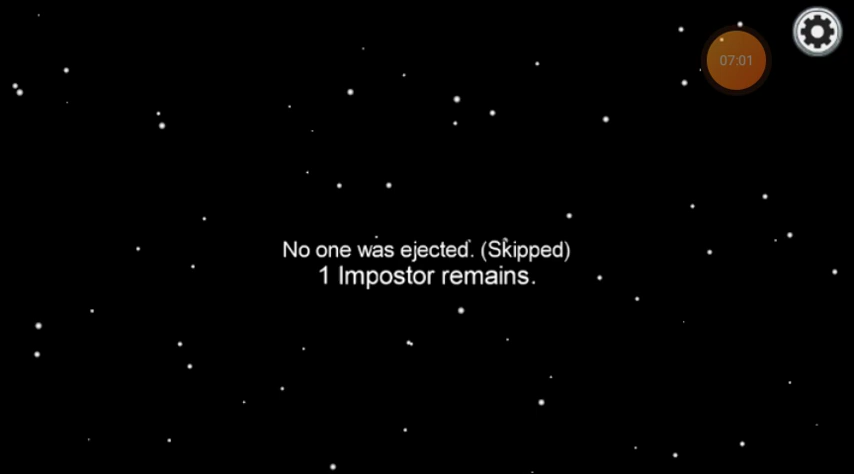 07:01
No one was ejected. (Skipped)
1 Impostor remains.